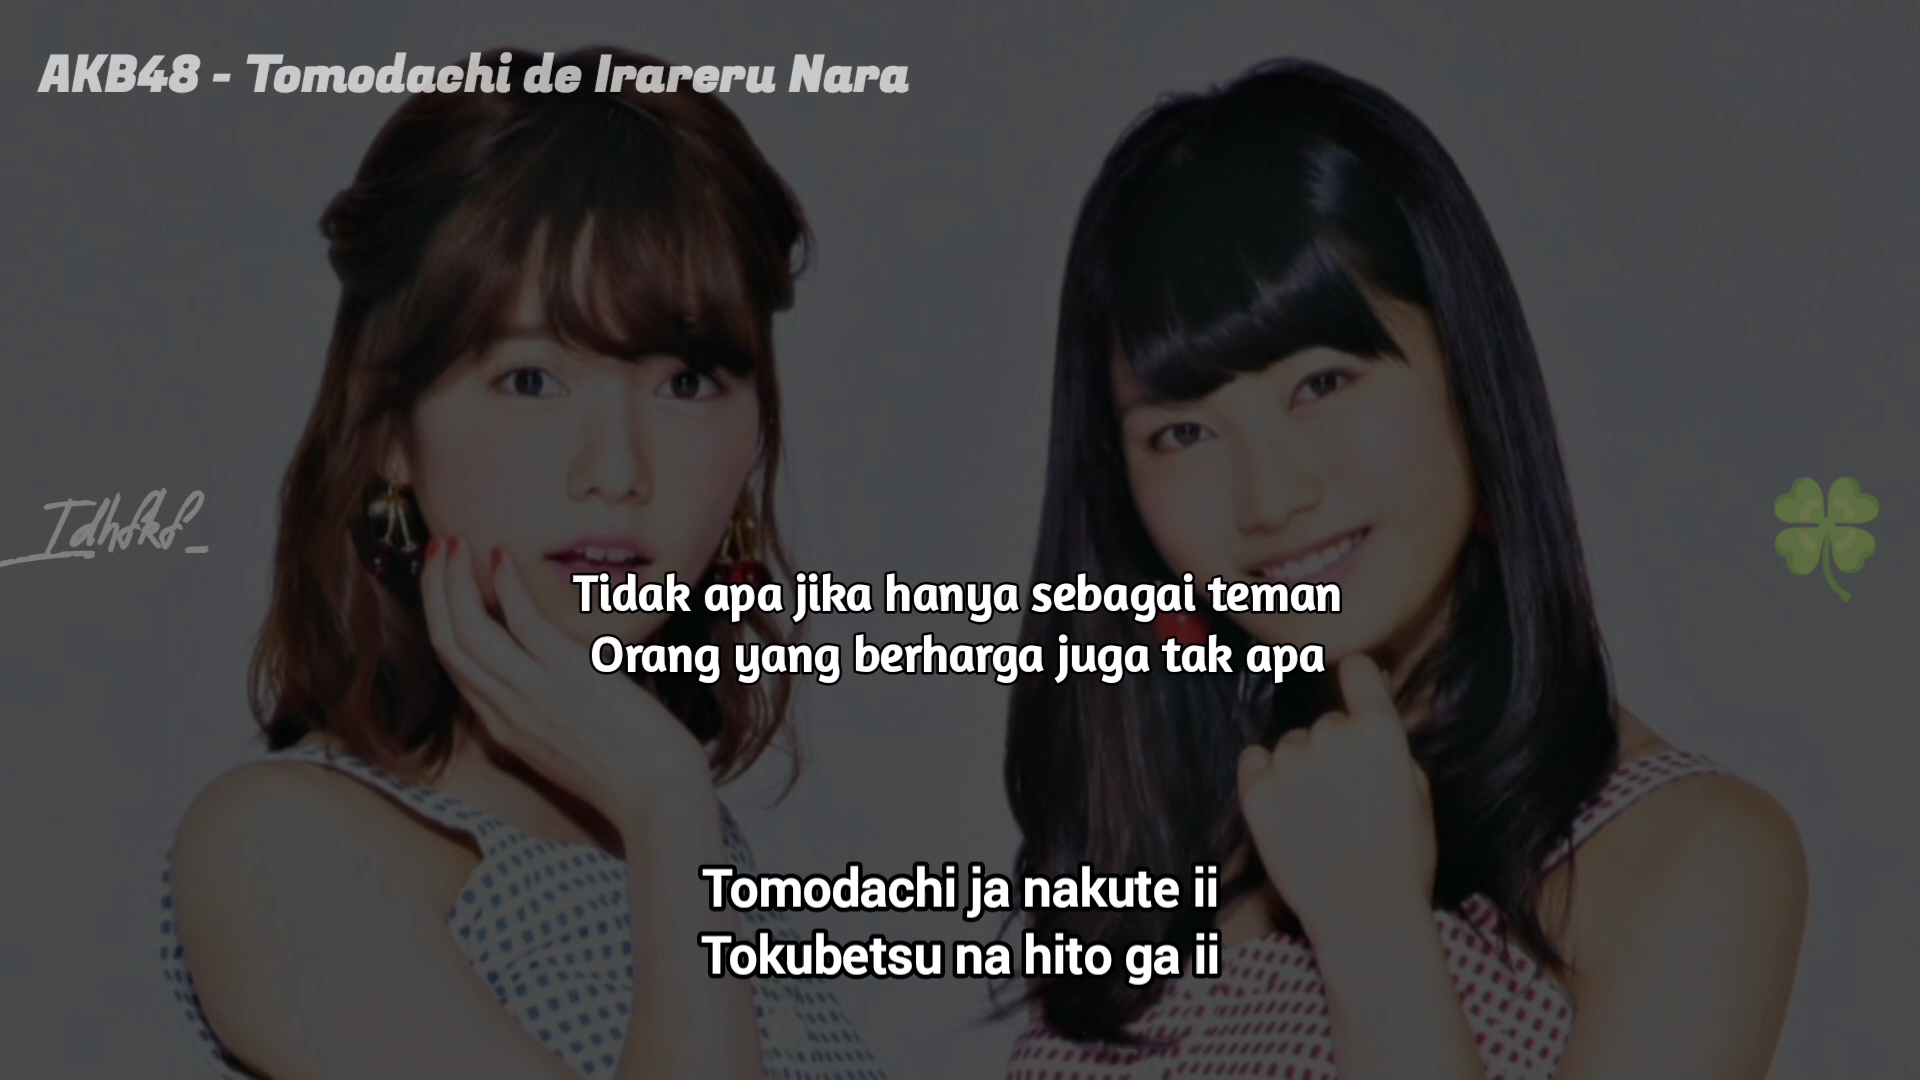 AKB48 - Tomodachi de Irareru Nara
Idhoko_
Tidak apa jika hanya sebagai teman
Orang yang berharga juga tak apa
Tomodachi ja nakute ii
Tokubetsu na hito ga ii